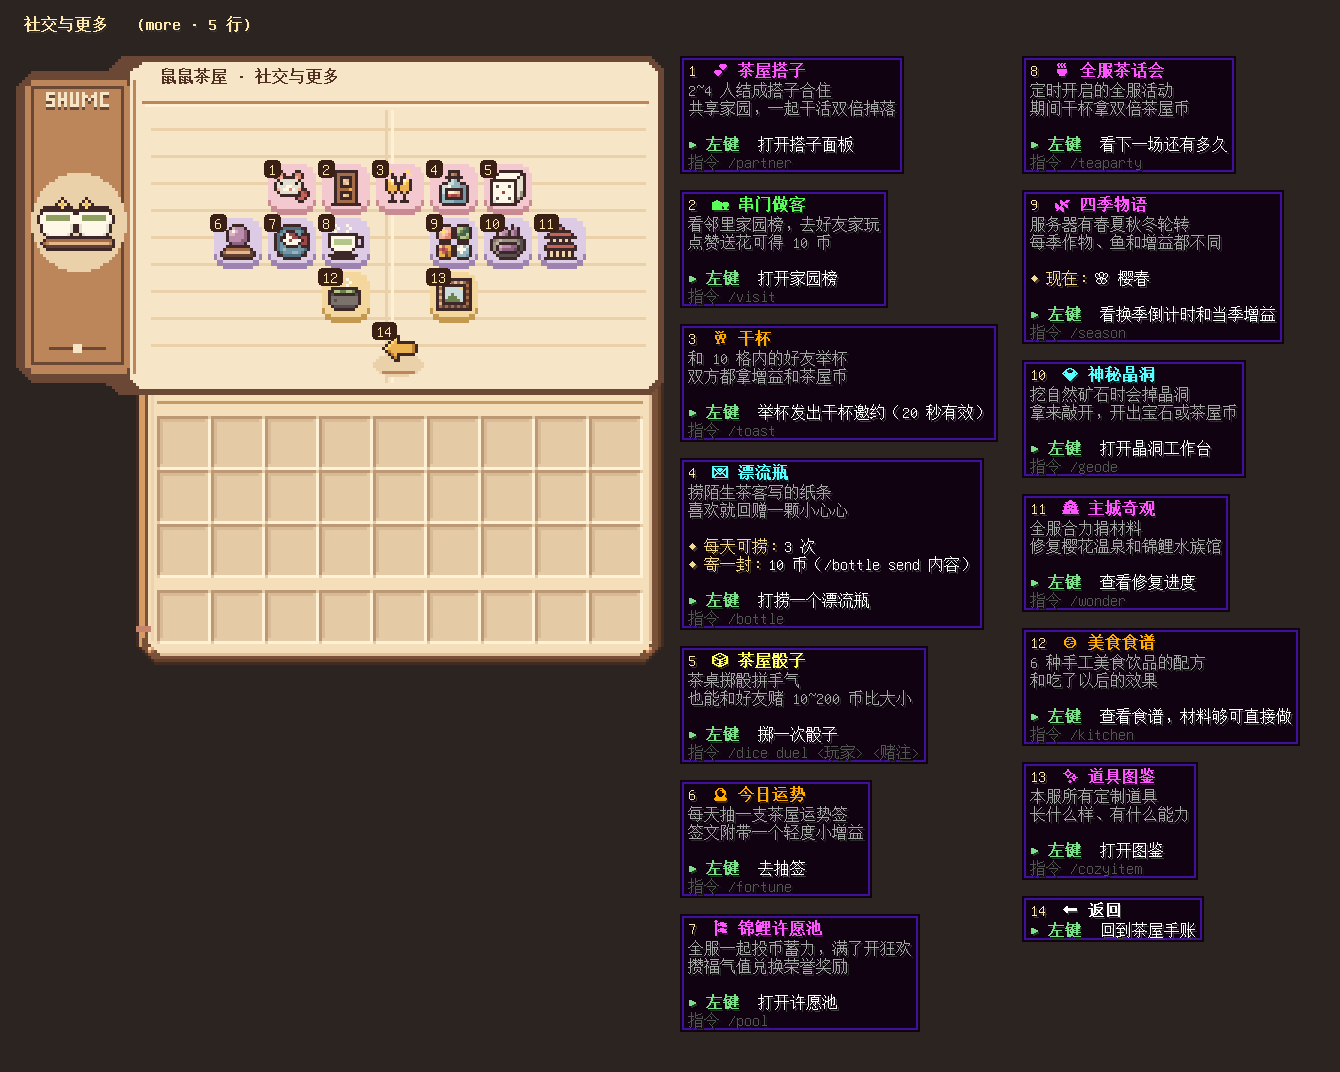 社交与更多 (more · 5 行)
SHUMC
鼠鼠茶屋 · 社交与更多
1
2
3
4
5
6
7
8
9
10
11
12
13
14
1 茶屋搭子
2~4 人结成搭子合住
共享家园，一起干活双倍掉落
左键 打开搭子面板
指令 /partner
2 串门做客
看邻里家园榜，去好友家玩
点赞送花可得 10 币
左键 打开家园榜
指令 /visit
3 干杯
和 10 格内的好友举杯
双方都拿增益和茶屋币
左键 举杯发出干杯邀约（20 秒有效）
指令 /toast
4 漂流瓶
捞陌生茶客写的纸条
喜欢就回赠一颗小心心
每天可捞：3 次
寄一封：10 币（/bottle send 内容）
左键 打捞一个漂流瓶
指令 /bottle
5 茶屋骰子
茶桌掷骰拼手气
也能和好友赌 10~200 币比大小
左键 掷一次骰子
指令 /dice duel <玩家> <赌注>
6 今日运势
每天抽一支茶屋运势签
签文附带一个轻度小增益
左键 去抽签
指令 /fortune
7 锦鲤许愿池
全服一起投币蓄力，满了开狂欢
攒福气值兑换荣誉奖励
左键 打开许愿池
指令 /pool
8 全服茶话会
定时开启的全服活动
期间干杯拿双倍茶屋币
左键 看下一场还有多久
指令 /teaparty
9 四季物语
服务器有春夏秋冬轮转
每季作物、鱼和增益都不同
现在：🌸 樱春
左键 看换季倒计时和当季增益
指令 /season
10 神秘晶洞
挖自然矿石时会掉晶洞
拿来敲开，开出宝石或茶屋币
左键 打开晶洞工作台
指令 /geode
11 主城奇观
全服合力捐材料
修复樱花温泉和锦鲤水族馆
左键 查看修复进度
指令 /wonder
12 美食食谱
6 种手工美食饮品的配方
和吃了以后的效果
左键 查看食谱，材料够可直接做
指令 /kitchen
13 道具图鉴
本服所有定制道具
长什么样、有什么能力
左键 打开图鉴
指令 /cozyitem
14 返回
左键 回到茶屋手账